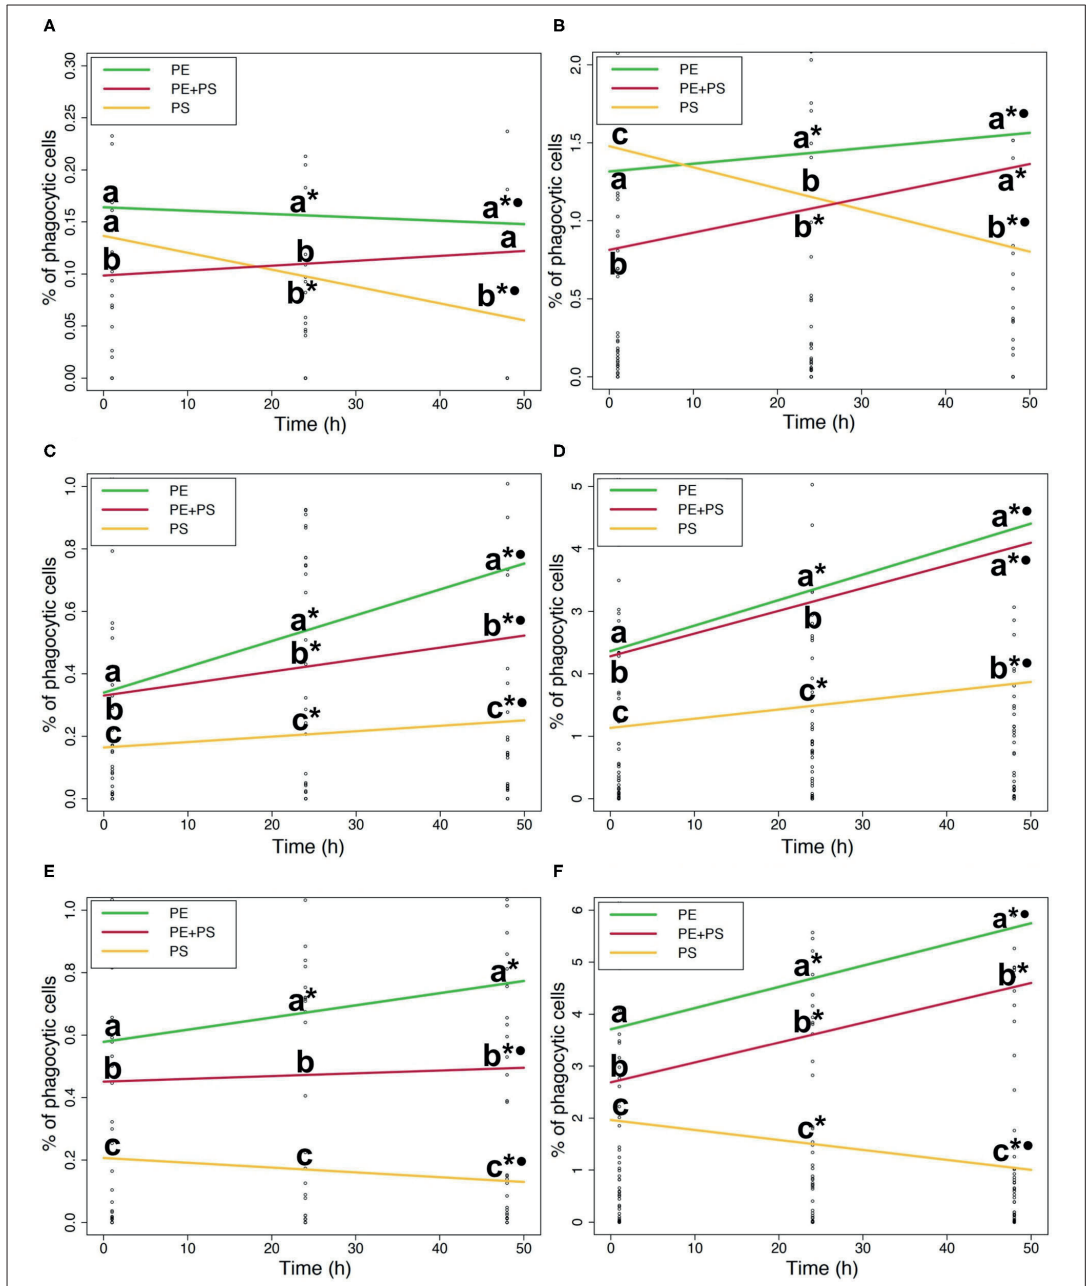 A
% of phagocytic cells
0.30
0.25
0.20
0.15
0.10
0.05
0.00
PE
PE+PS
PS
a
a
b
a*
b
b*
a*●
a
b*●
0 10 20 30 40 50
Time (h)
B
% of phagocytic cells
2.0
1.5
1.0
0.5
0.0
PE
PE+PS
PS
c
a
b
a*
b
b*
a*●
a*
b*●
0 10 20 30 40 50
Time (h)
C
% of phagocytic cells
1.0
0.8
0.6
0.4
0.2
0.0
PE
PE+PS
PS
a
b
c
a*
b*
c*
a*●
b*●
c*●
0 10 20 30 40 50
Time (h)
D
% of phagocytic cells
5
4
3
2
1
0
PE
PE+PS
PS
a
b
c
a*
b
c*
a*●
a*●
b*●
0 10 20 30 40 50
Time (h)
E
% of phagocytic cells
1.0
0.8
0.6
0.4
0.2
0.0
PE
PE+PS
PS
a
b
c
a*
b
c
a*
b*●
c*●
0 10 20 30 40 50
Time (h)
F
% of phagocytic cells
6
5
4
3
2
1
0
PE
PE+PS
PS
a
b
c
a*
b*
c*
a*●
b*
c*●
0 10 20 30 40 50
Time (h)